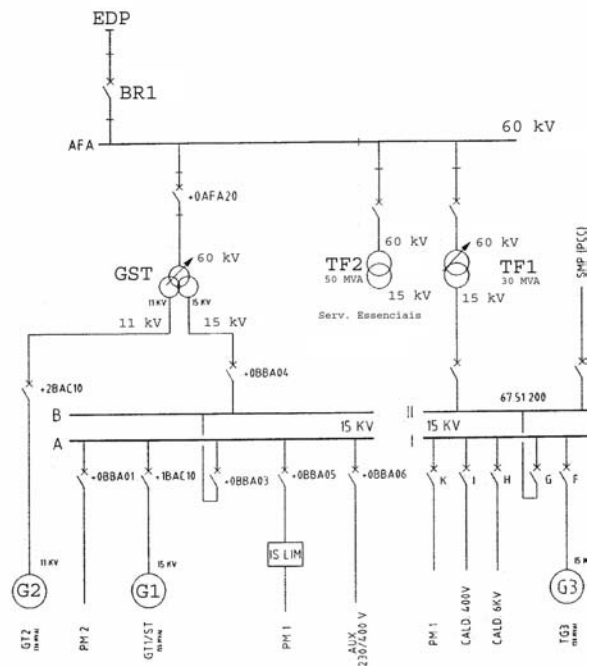 EDP
BR1
AFA
60 kV
+0AFA20
60 kV
GST
11KV
15 KV
11 kV
15 kV
60 kV
TF2
50 MVA
15 kV
Serv. Essenciais
60 kV
TF1
30 MVA
15 kV
SMP (PCC)
+2BAC10
+0BBA04
B
A
15 KV
II
I
15 KV
67 51 200
+0BBA01
+1BAC10
+0BBA03
+0BBA05
+0BBA06
K
I
H
G
F
IS LIM
11 KV
G2
15 KV
G1
G3
GT2
PM 2
GT1/ST
PM 1
AUX
230/400 V
PM 1
CALD. 400V
CALD. 6KV
TG3